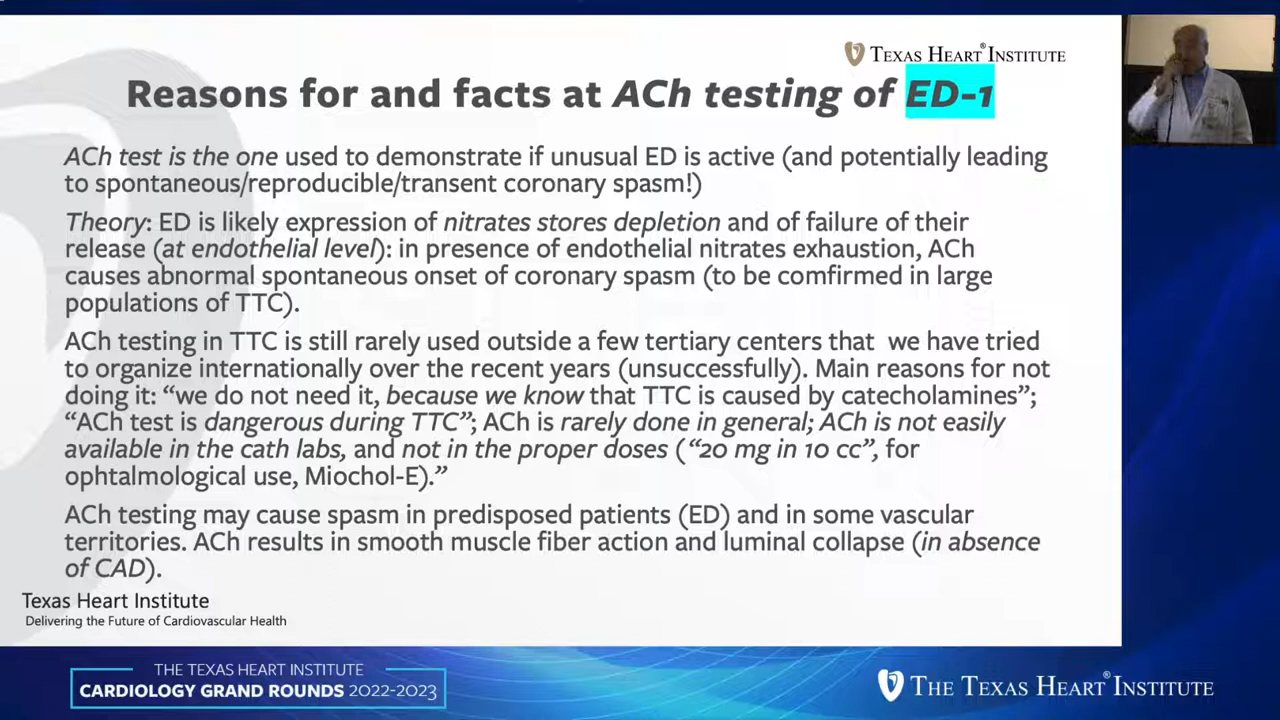 TEXAS HEART® INSTITUTE
Reasons for and facts at ACh testing of ED-1
ACh test is the one used to demonstrate if unusual ED is active (and potentially leading
to spontaneous/reproducible/transient coronary spasm!)
Theory: ED is likely expression of nitrates stores depletion and of failure of their
release (at endothelial level): in presence of endothelial nitrates exhaustion, ACh
causes abnormal spontaneous onset of coronary spasm (to be comfirmed in large
populations of TTC).
ACh testing in TTC is still rarely used outside a few tertiary centers that we have tried
to organize internationally over the recent years (unsuccessfully). Main reasons for not
doing it: “we do not need it, because we know that TTC is caused by catecholamines”;
“ACh test is dangerous during TTC”; ACh is rarely done in general; ACh is not easily
available in the cath labs, and not in the proper doses (“20 mg in 10 cc”, for
ophtalmological use, Miochol-E).”
ACh testing may cause spasm in predisposed patients (ED) and in some vascular
territories. ACh results in smooth muscle fiber action and luminal collapse (in absence
of CAD).
Texas Heart Institute
Delivering the Future of Cardiovascular Health
THE TEXAS HEART INSTITUTE
CARDIOLOGY GRAND ROUNDS 2022-2023
THE TEXAS HEART® INSTITUTE